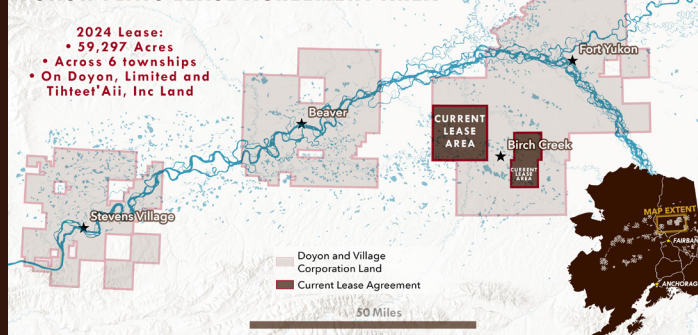 2024 Lease:
• 59,297 Acres
• Across 6 townships
• On Doyon, Limited and
Tihteet'Aii, Inc Land
Fort Yukon
Beaver
CURRENT
LEASE
AREA
Birch Creek
CURRENT
LEASE
AREA
Stevens Village
MAP EXTENT
FAIRBAN
ANCHORAG
Doyon and Village
Corporation Land
Current Lease Agreement
50 Miles